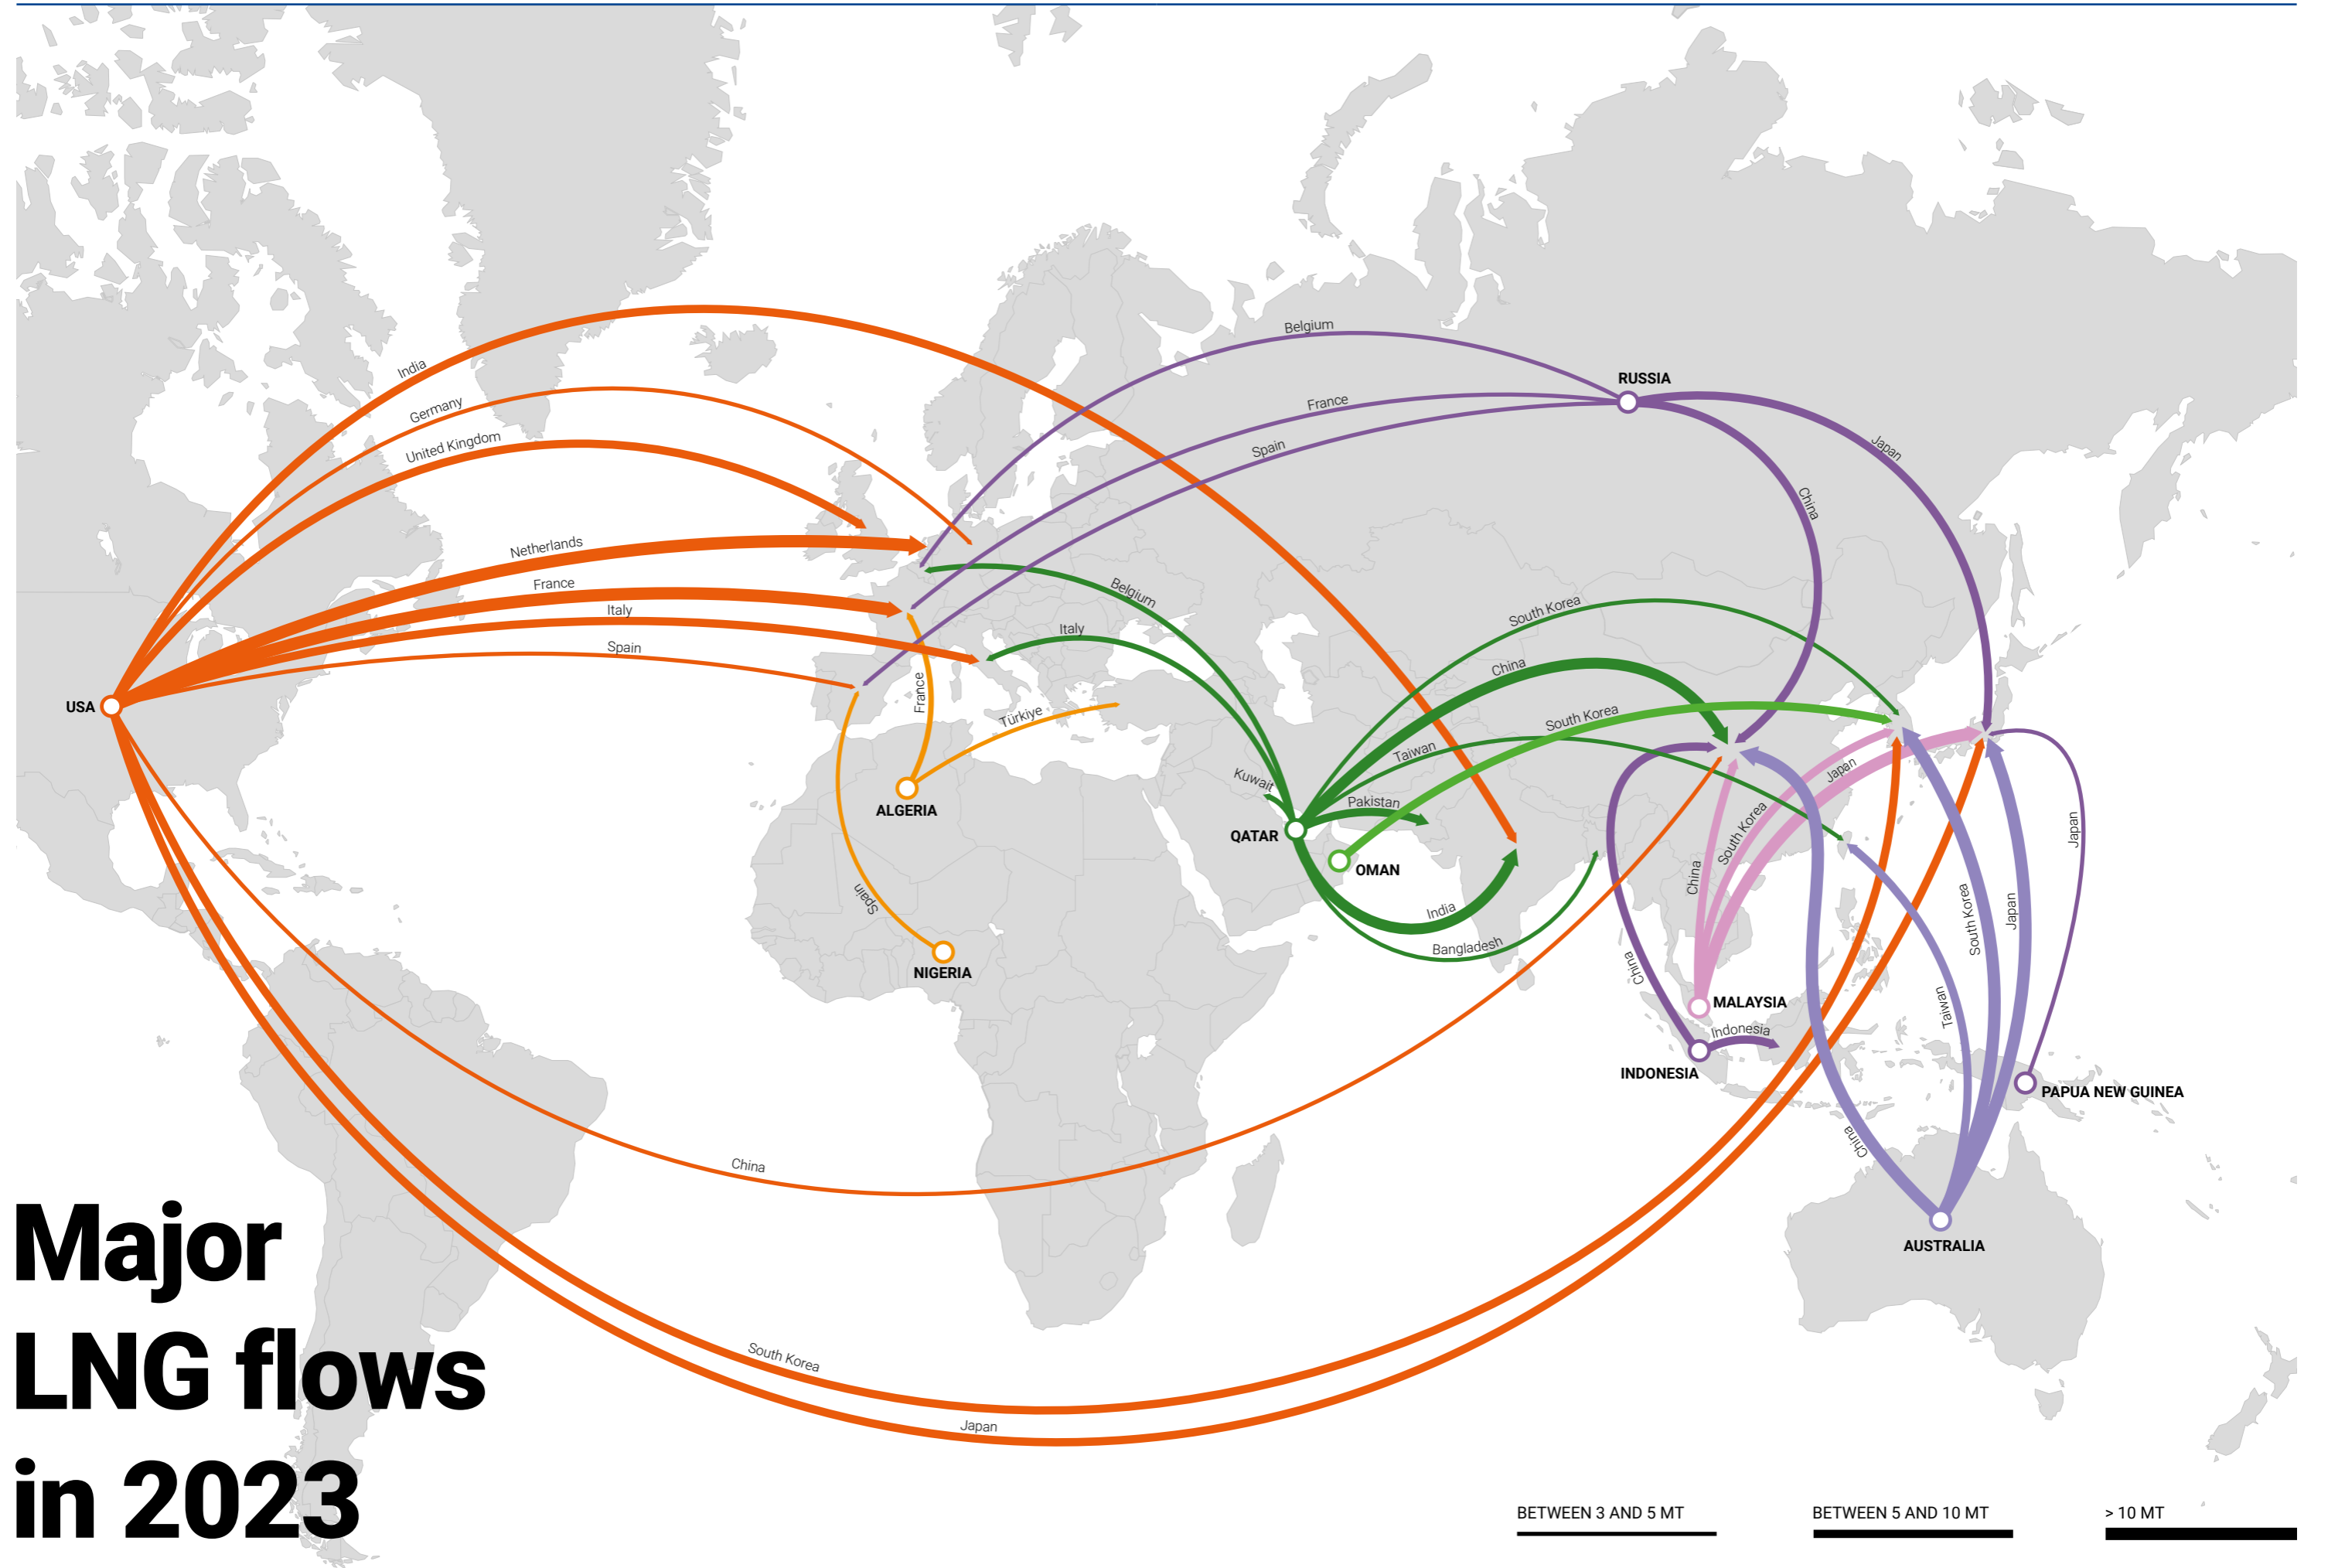 India
Germany
United Kingdom
Netherlands
France
Italy
Spain
USA
Belgium
France
Spain
RUSSIA
Japan
China
Belgium
Italy
France
Türkiye
ALGERIA
Spain
NIGERIA
South Korea
China
South Korea
Taiwan
Kuwait
Pakistan
QATAR
OMAN
India
Bangladesh
Japan
South Korea
China
China
MALAYSIA
Indonesia
INDONESIA
South Korea
Japan
Taiwan
Japan
PAPUA NEW GUINEA
China
AUSTRALIA
China
South Korea
Japan
Major
LNG flows
in 2023
BETWEEN 3 AND 5 MT
BETWEEN 5 AND 10 MT
> 10 MT